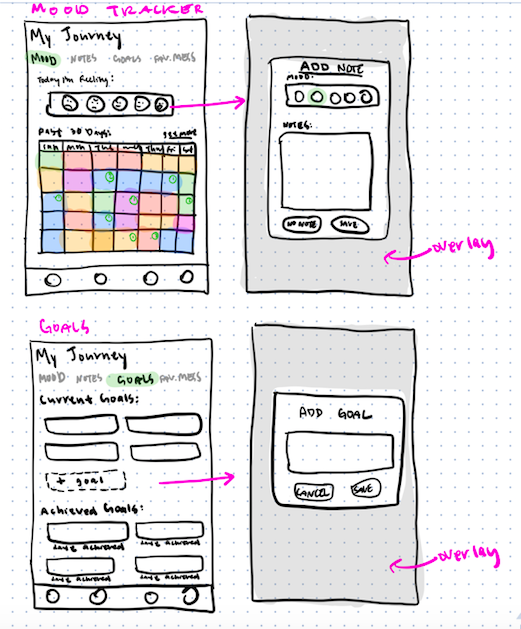 MOOD TRACKER
My Journey
MOOD · NOTES · GOALS · FAV. MESS
Today I'm feeling:
Past 30 Days:
see more
Sun Mon Tue Wed Thu Fri Sat
ADD NOTE
MOOD:
NOTES:
NO NOTE SAVE
overlay
GOALS
My Journey
MOOD · NOTES GOALS FAV. MESS
Current Goals:
+ goal
Achieved Goals:
date achieved date achieved
date achieved date achieved
ADD GOAL
CANCEL SAVE
overlay